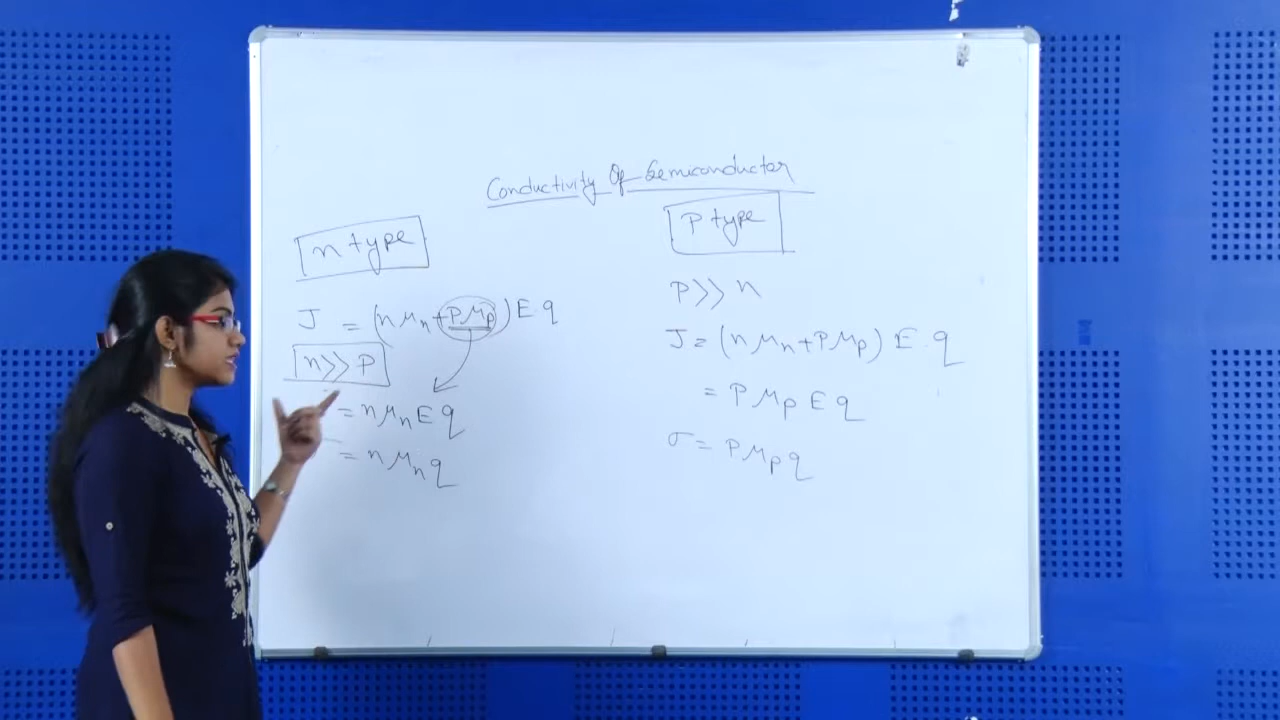 Conductivity Of Semiconductor
n type
J = (nμₙ + pμₚ) E q
n >> P
= nμₙ E q
= nμₙ q
P type
P >> n
J = (nμₙ + Pμₚ) E . q
= Pμₚ E q
σ = Pμₚ q